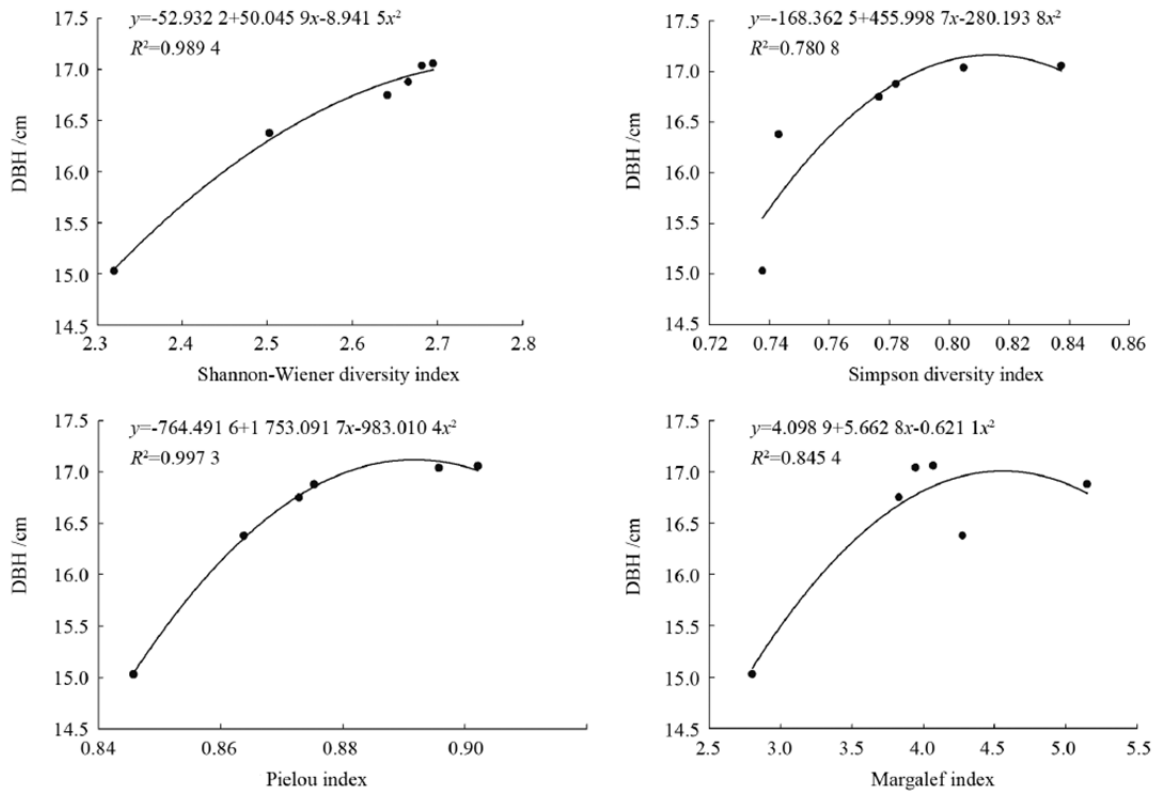 y=-52.932 2+50.045 9x-8.941 5x²
R²=0.989 4
17.5
17.0
16.5
16.0
15.5
15.0
14.5
DBH /cm
2.3 2.4 2.5 2.6 2.7 2.8
Shannon-Wiener diversity index
y=-168.362 5+455.998 7x-280.193 8x²
R²=0.780 8
17.5
17.0
16.5
16.0
15.5
15.0
14.5
DBH /cm
0.72 0.74 0.76 0.78 0.80 0.82 0.84 0.86
Simpson diversity index
y=-764.491 6+1 753.091 7x-983.010 4x²
R²=0.997 3
17.5
17.0
16.5
16.0
15.5
15.0
14.5
DBH /cm
0.84 0.86 0.88 0.90
Pielou index
y=4.098 9+5.662 8x-0.621 1x²
R²=0.845 4
17.5
17.0
16.5
16.0
15.5
15.0
14.5
DBH /cm
2.5 3.0 3.5 4.0 4.5 5.0 5.5
Margalef index